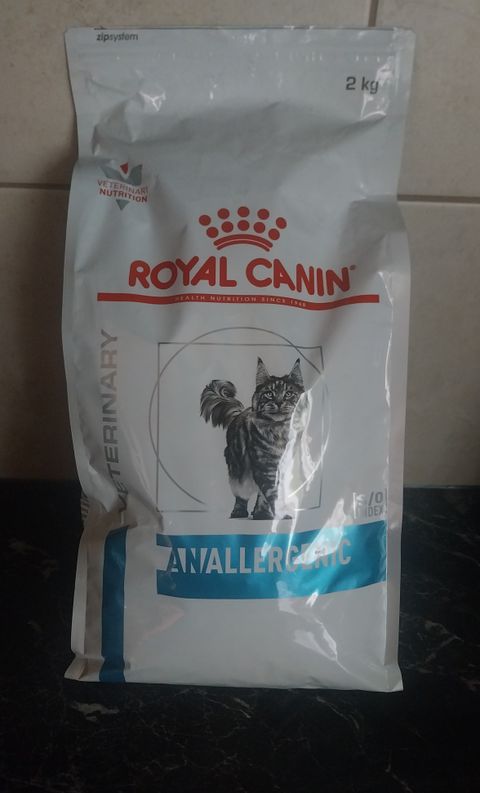 zipsystem
2 kg
VETERINARY
NUTRITION
ROYAL CANIN
HEALTH NUTRITION SINCE 1968
VETERINARY
S/O
INDEX
ANALLERGENIC